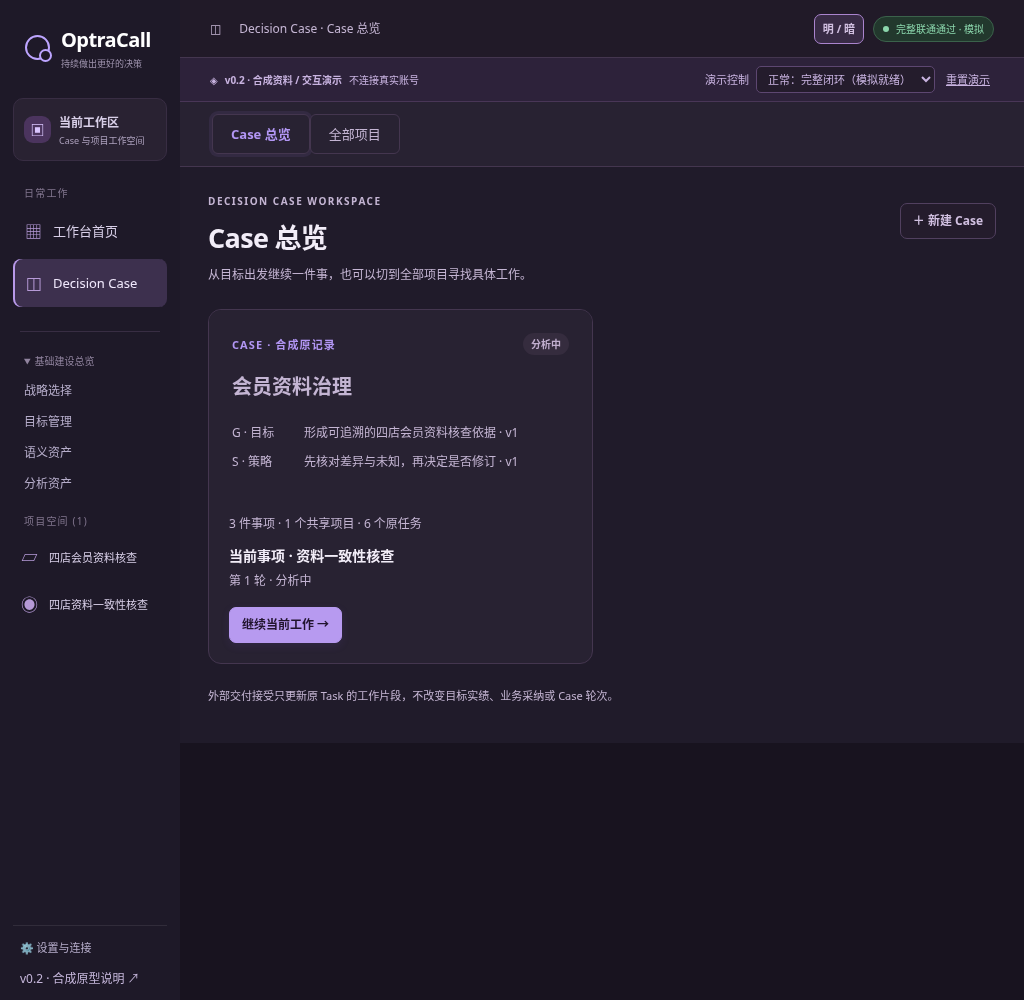 OptraCall
持续做出更好的决策
当前工作区
Case 与项目工作空间
日常工作
工作台首页
Decision Case
▼ 基础建设总览
战略选择
目标管理
语义资产
分析资产
项目空间 (1)
四店会员资料核查
四店资料一致性核查
设置与连接
v0.2 · 合成原型说明 ↗
Decision Case · Case 总览
明 / 暗
完整联通通过 · 模拟
v0.2 · 合成资料 / 交互演示 不连接真实账号
演示控制
正常：完整闭环（模拟就绪）
重置演示
Case 总览
全部项目
DECISION CASE WORKSPACE
Case 总览
从目标出发继续一件事，也可以切到全部项目寻找具体工作。
＋ 新建 Case
CASE · 合成原记录
分析中
会员资料治理
G · 目标 形成可追溯的四店会员资料核查依据 · v1
S · 策略 先核对差异与未知，再决定是否修订 · v1
3 件事项 · 1 个共享项目 · 6 个原任务
当前事项 · 资料一致性核查
第 1 轮 · 分析中
继续当前工作 →
外部交付接受只更新原 Task 的工作片段，不改变目标实绩、业务采纳或 Case 轮次。